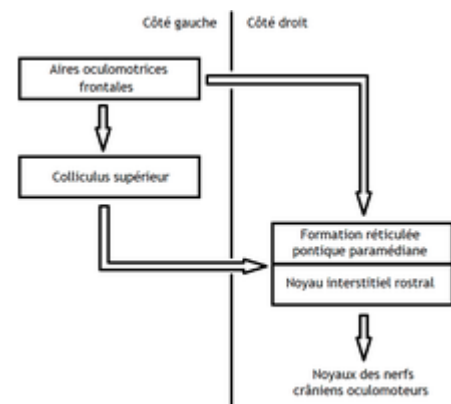 Côté gauche
Côté droit
Aires oculomotrices
frontales
Colliculus supérieur
Formation réticulée
pontique paramédiane
Noyau interstitiel rostral
Noyaux des nerfs
crâniens oculomoteurs